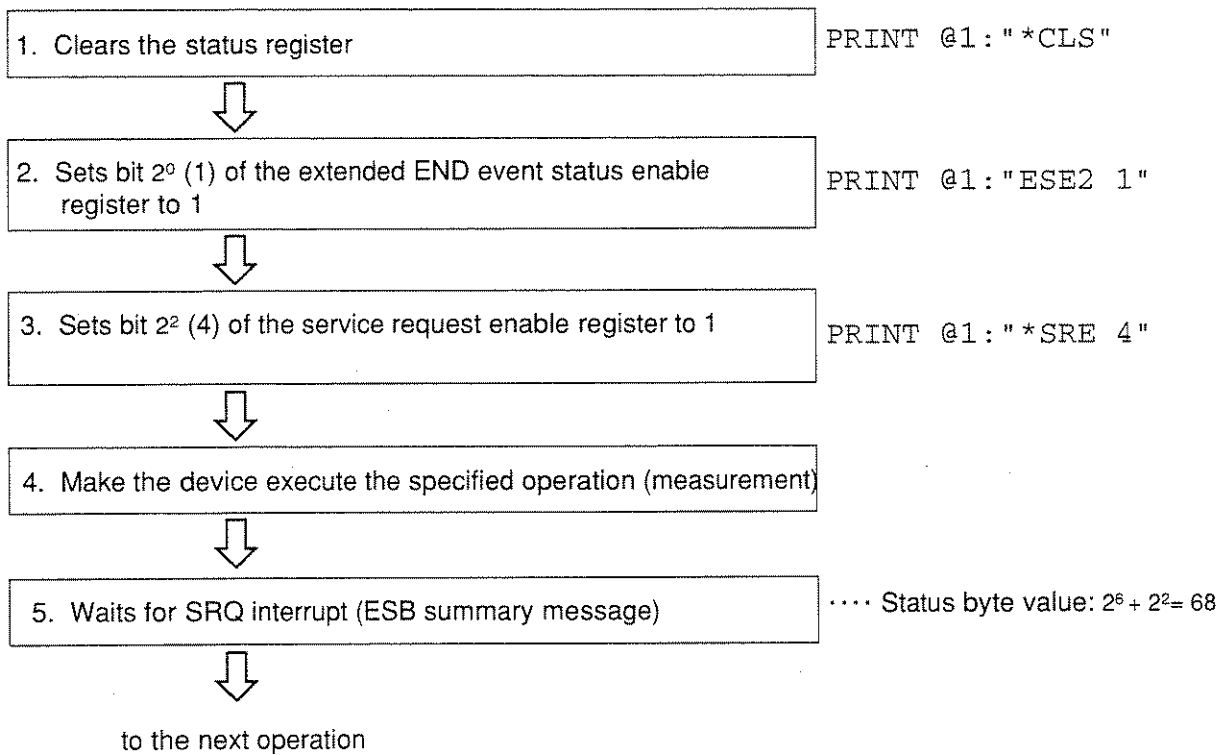 1. Clears the status register
PRINT @1:"*CLS"
2. Sets bit 2⁰ (1) of the extended END event status enable
register to 1
PRINT @1:"ESE2 1"
3. Sets bit 2² (4) of the service request enable register to 1
PRINT @1:"*SRE 4"
4. Make the device execute the specified operation (measurement)
5. Waits for SRQ interrupt (ESB summary message)
···· Status byte value: 2⁶ + 2²= 68
to the next operation